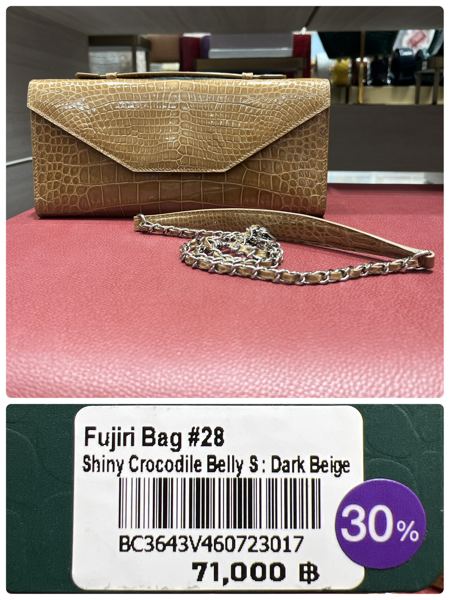 Fujiri Bag #28
Shiny Crocodile Belly S : Dark Beige
BC3643V460723017
71,000 ฿
30%